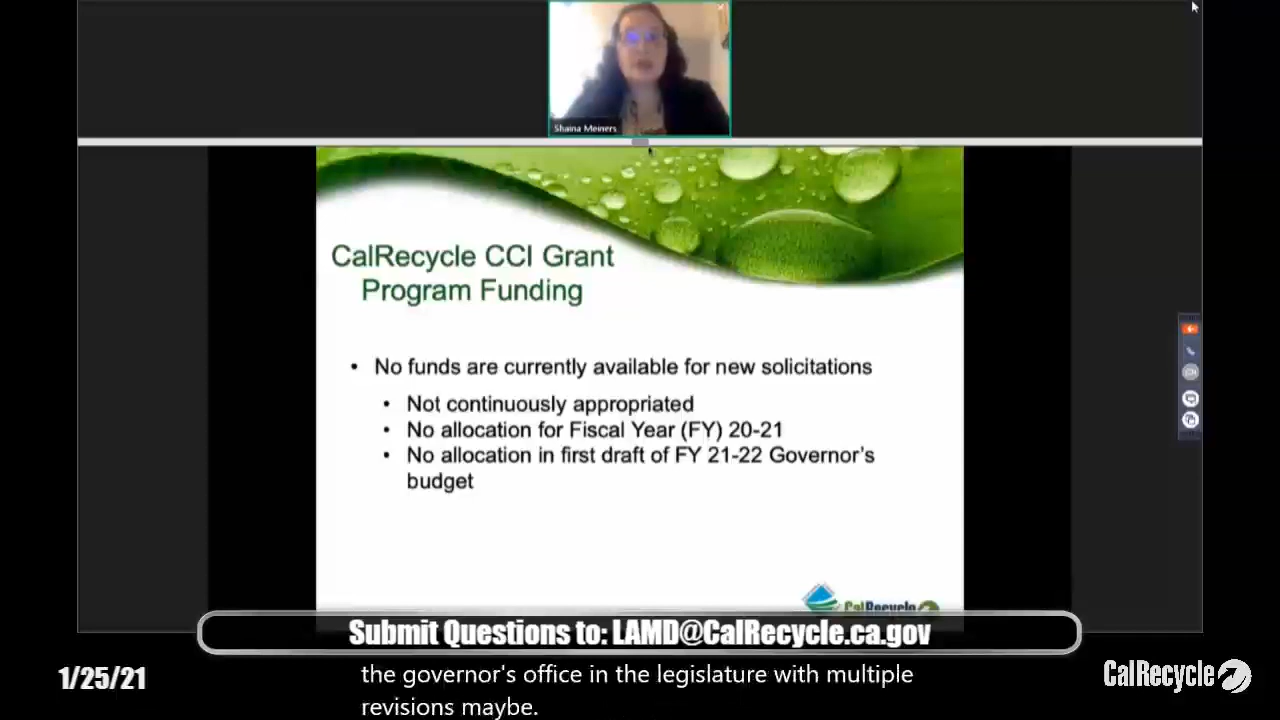 Shaina Meiners
CalRecycle CCI Grant
Program Funding
• No funds are currently available for new solicitations
• Not continuously appropriated
• No allocation for Fiscal Year (FY) 20-21
• No allocation in first draft of FY 21-22 Governor's
budget
CalRecycle
Submit Questions to: LAMD@CalRecycle.ca.gov
1/25/21
the governor's office in the legislature with multiple
revisions maybe.
CalRecycle